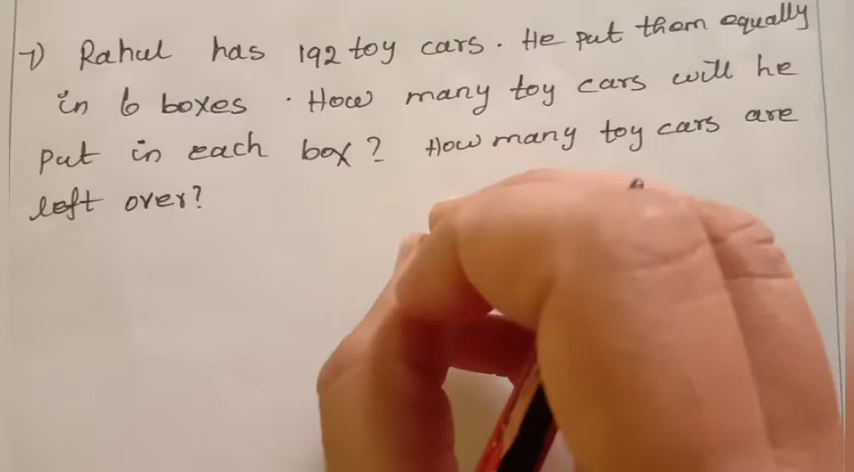 7) Rahul has 192 toy cars. He put them equally
in 6 boxes. How many toy cars will he
put in each box? How many toy cars are
left over?